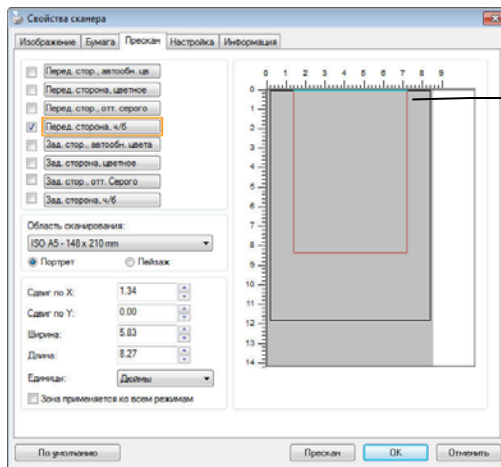 Свойства сканера
Изображение Бумага Прескан Настройка Информация
Перед. стор., автообн. цв
Перед. сторона, цветное
Перед. стор., отт. серого
Перед. сторона, ч/б
Зад. стор., автообн. цвета
Зад. сторона, цветное
Зад. стор., отт. Серого
Зад. сторона, ч/б
Область сканирования:
ISO A5 - 148 x 210 mm
Портрет Пейзаж
Сдвиг по X: 1.34
Сдвиг по Y: 0.00
Ширина: 5.83
Длина: 8.27
Единицы: Дюймы
Зона применяется ко всем режимам
0 1 2 3 4 5 6 7 8 9
0
1
2
3
4
5
6
7
8
9
10
11
12
13
14
По умолчанию Прескан OK Отменить